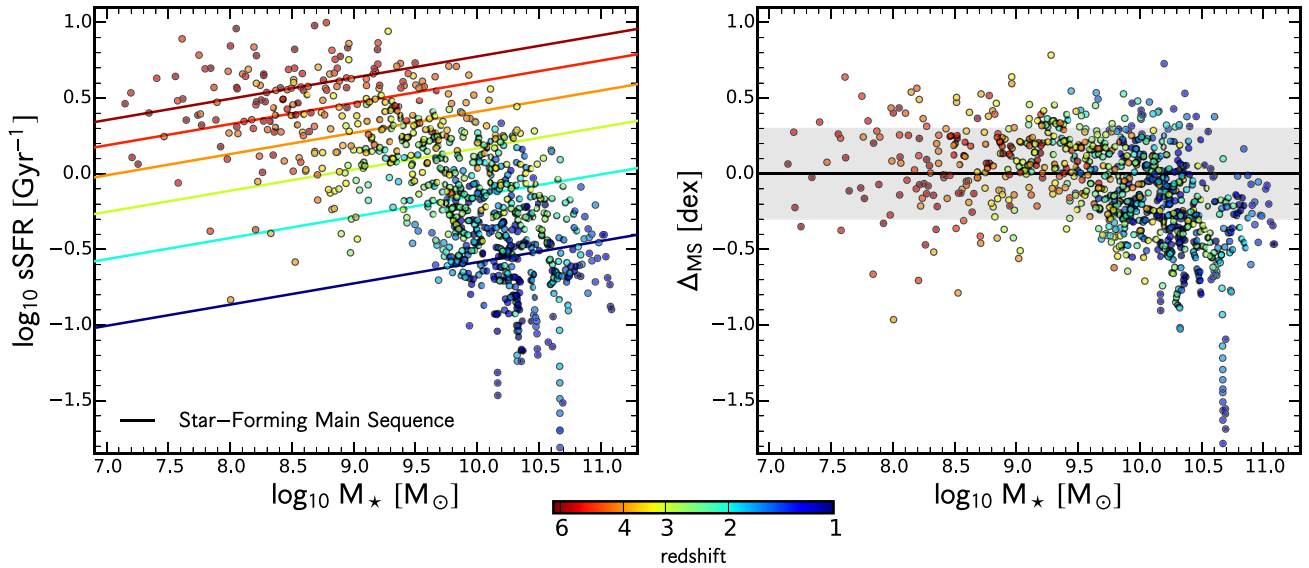 1.0
0.5
0.0
−0.5
−1.0
−1.5
log₁₀ sSFR [Gyr⁻¹]
Star−Forming Main Sequence
7.0 7.5 8.0 8.5 9.0 9.5 10.0 10.5 11.0
log₁₀ M⋆ [M⊙]
1.0
0.5
0.0
−0.5
−1.0
−1.5
Δ_MS [dex]
7.0 7.5 8.0 8.5 9.0 9.5 10.0 10.5 11.0
log₁₀ M⋆ [M⊙]
6 4 3 2 1
redshift